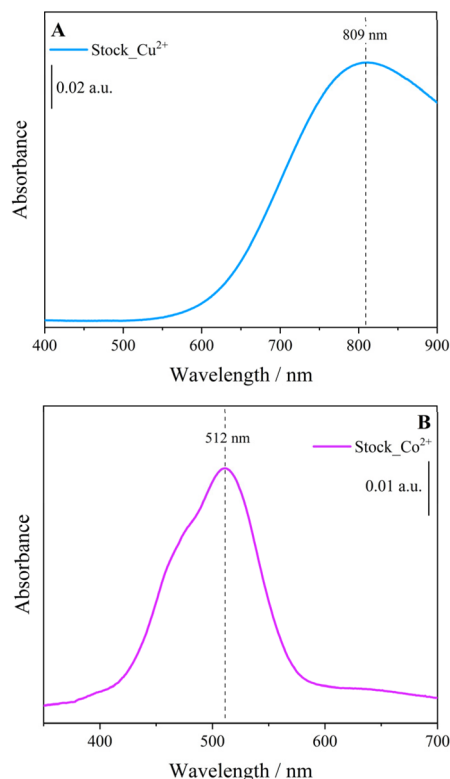 A
Stock_Cu²⁺
0.02 a.u.
809 nm
Absorbance
400 500 600 700 800 900
Wavelength / nm
B
512 nm
Stock_Co²⁺
0.01 a.u.
Absorbance
400 500 600 700
Wavelength / nm